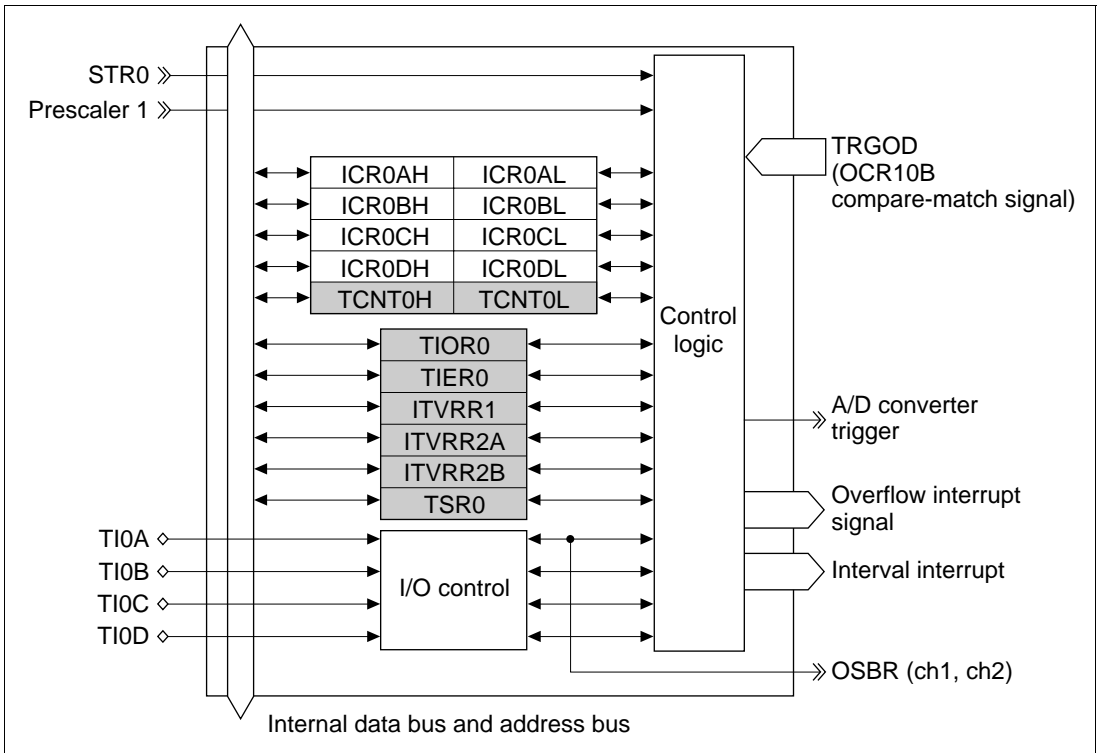 STR0
Prescaler 1
TRGOD
(OCR10B
compare-match signal)
ICR0AH ICR0AL
ICR0BH ICR0BL
ICR0CH ICR0CL
ICR0DH ICR0DL
TCNT0H TCNT0L
Control
logic
TIOR0
TIER0
ITVRR1
ITVRR2A
ITVRR2B
TSR0
A/D converter
trigger
Overflow interrupt
signal
Interval interrupt
TI0A
TI0B
TI0C
TI0D
I/O control
OSBR (ch1, ch2)
Internal data bus and address bus